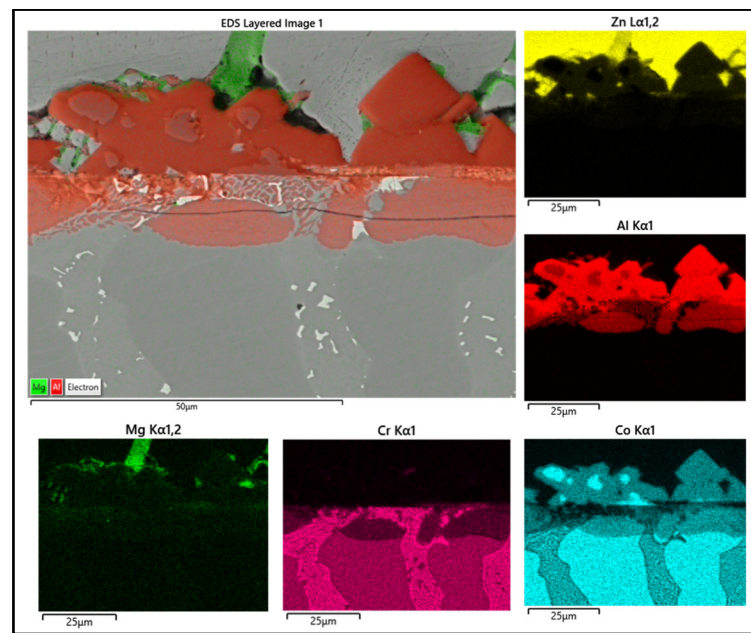 EDS Layered Image 1
Mg
Al
Electron
50µm
Zn Lα1,2
25µm
Al Kα1
25µm
Mg Kα1,2
25µm
Cr Kα1
25µm
Co Kα1
25µm